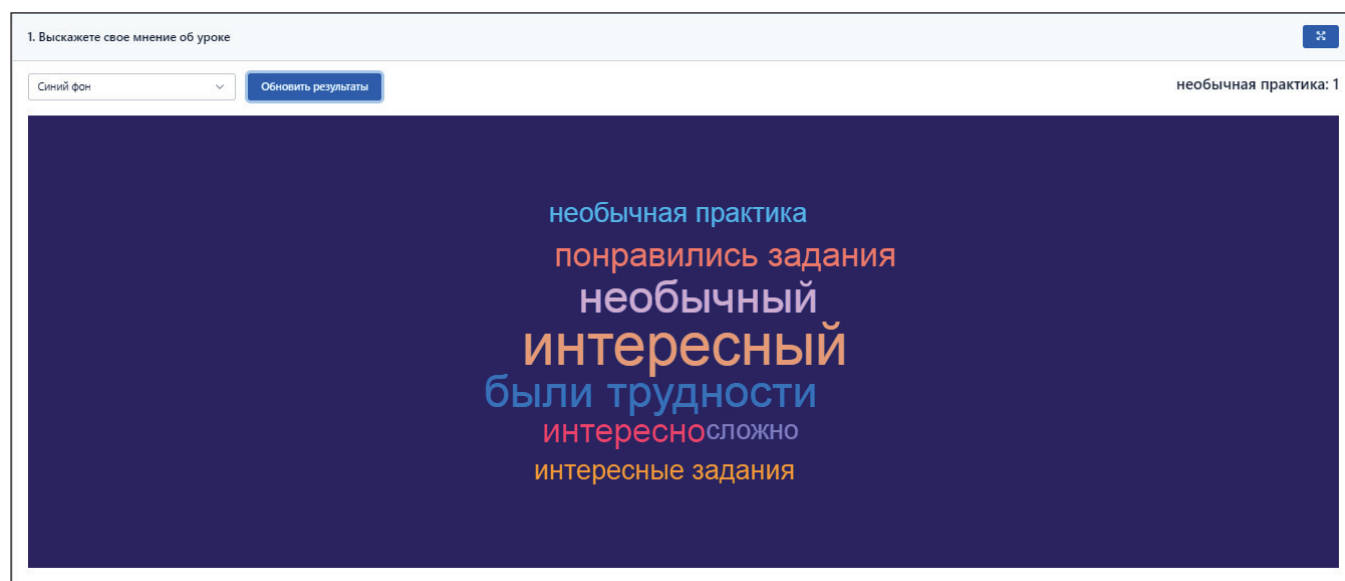 1. Выскажете свое мнение об уроке
Синий фон
Обновить результаты
необычная практика: 1
необычная практика
понравились задания
необычный
интересный
были трудности
интересно сложно
интересные задания